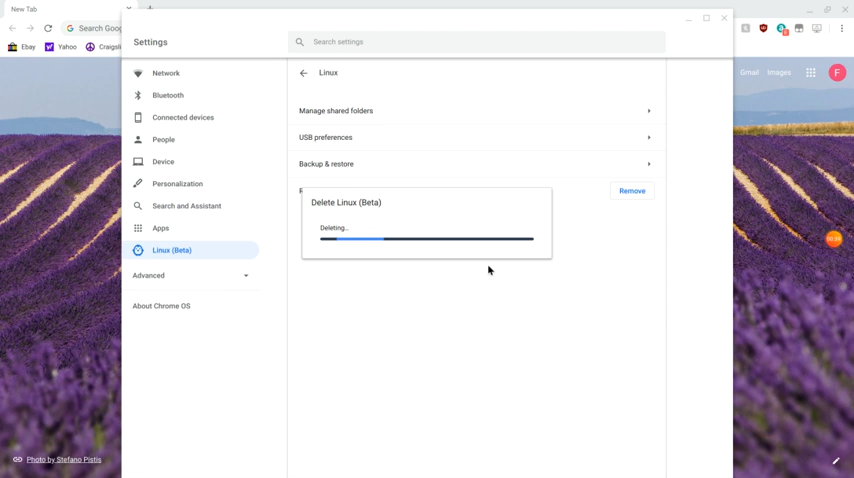 New Tab
Search Goog
Ebay
Yahoo
Craigsli
Gmail
Images
F
Settings
Search settings
Network
Bluetooth
Connected devices
People
Device
Personalization
Search and Assistant
Apps
Linux (Beta)
Advanced
About Chrome OS
Linux
Manage shared folders
USB preferences
Backup & restore
Remove
Delete Linux (Beta)
Deleting...
Photo by Stefano Pistis